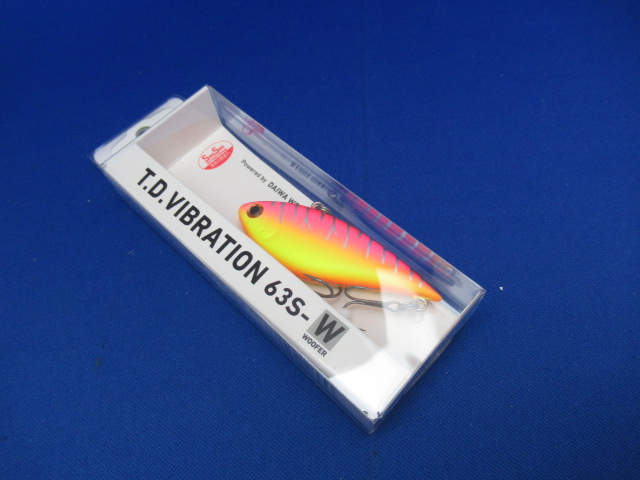 Powered by DAIWA
T.D.VIBRATION 63S-W
WOOFER